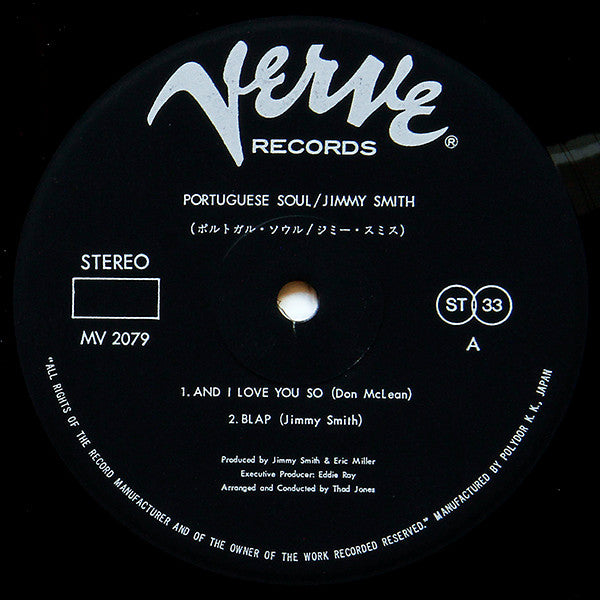 Verve®
RECORDS
PORTUGUESE SOUL/JIMMY SMITH
(ポルトガル・ソウル/ジミー・スミス)
STEREO
MV 2079
ST 33
A
1.AND I LOVE YOU SO (Don McLean)
2.BLAP (Jimmy Smith)
Produced by Jimmy Smith & Eric Miller
Executive Producer: Eddie Ray
Arranged and Conducted by Thad Jones
"ALL RIGHTS OF THE RECORD MANUFACTURER AND OF THE OWNER OF THE WORK RECORDED RESERVED." MANUFACTURED BY POLYDOR K. K., JAPAN